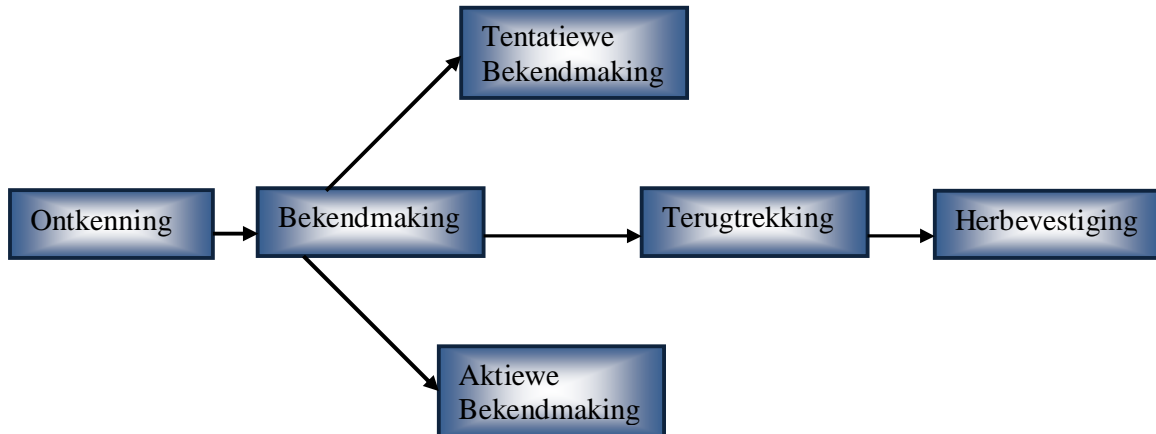 Tentatiewe
Bekendmaking
Ontkenning
Bekendmaking
Terugtrekking
Herbevestiging
Aktiewe
Bekendmaking